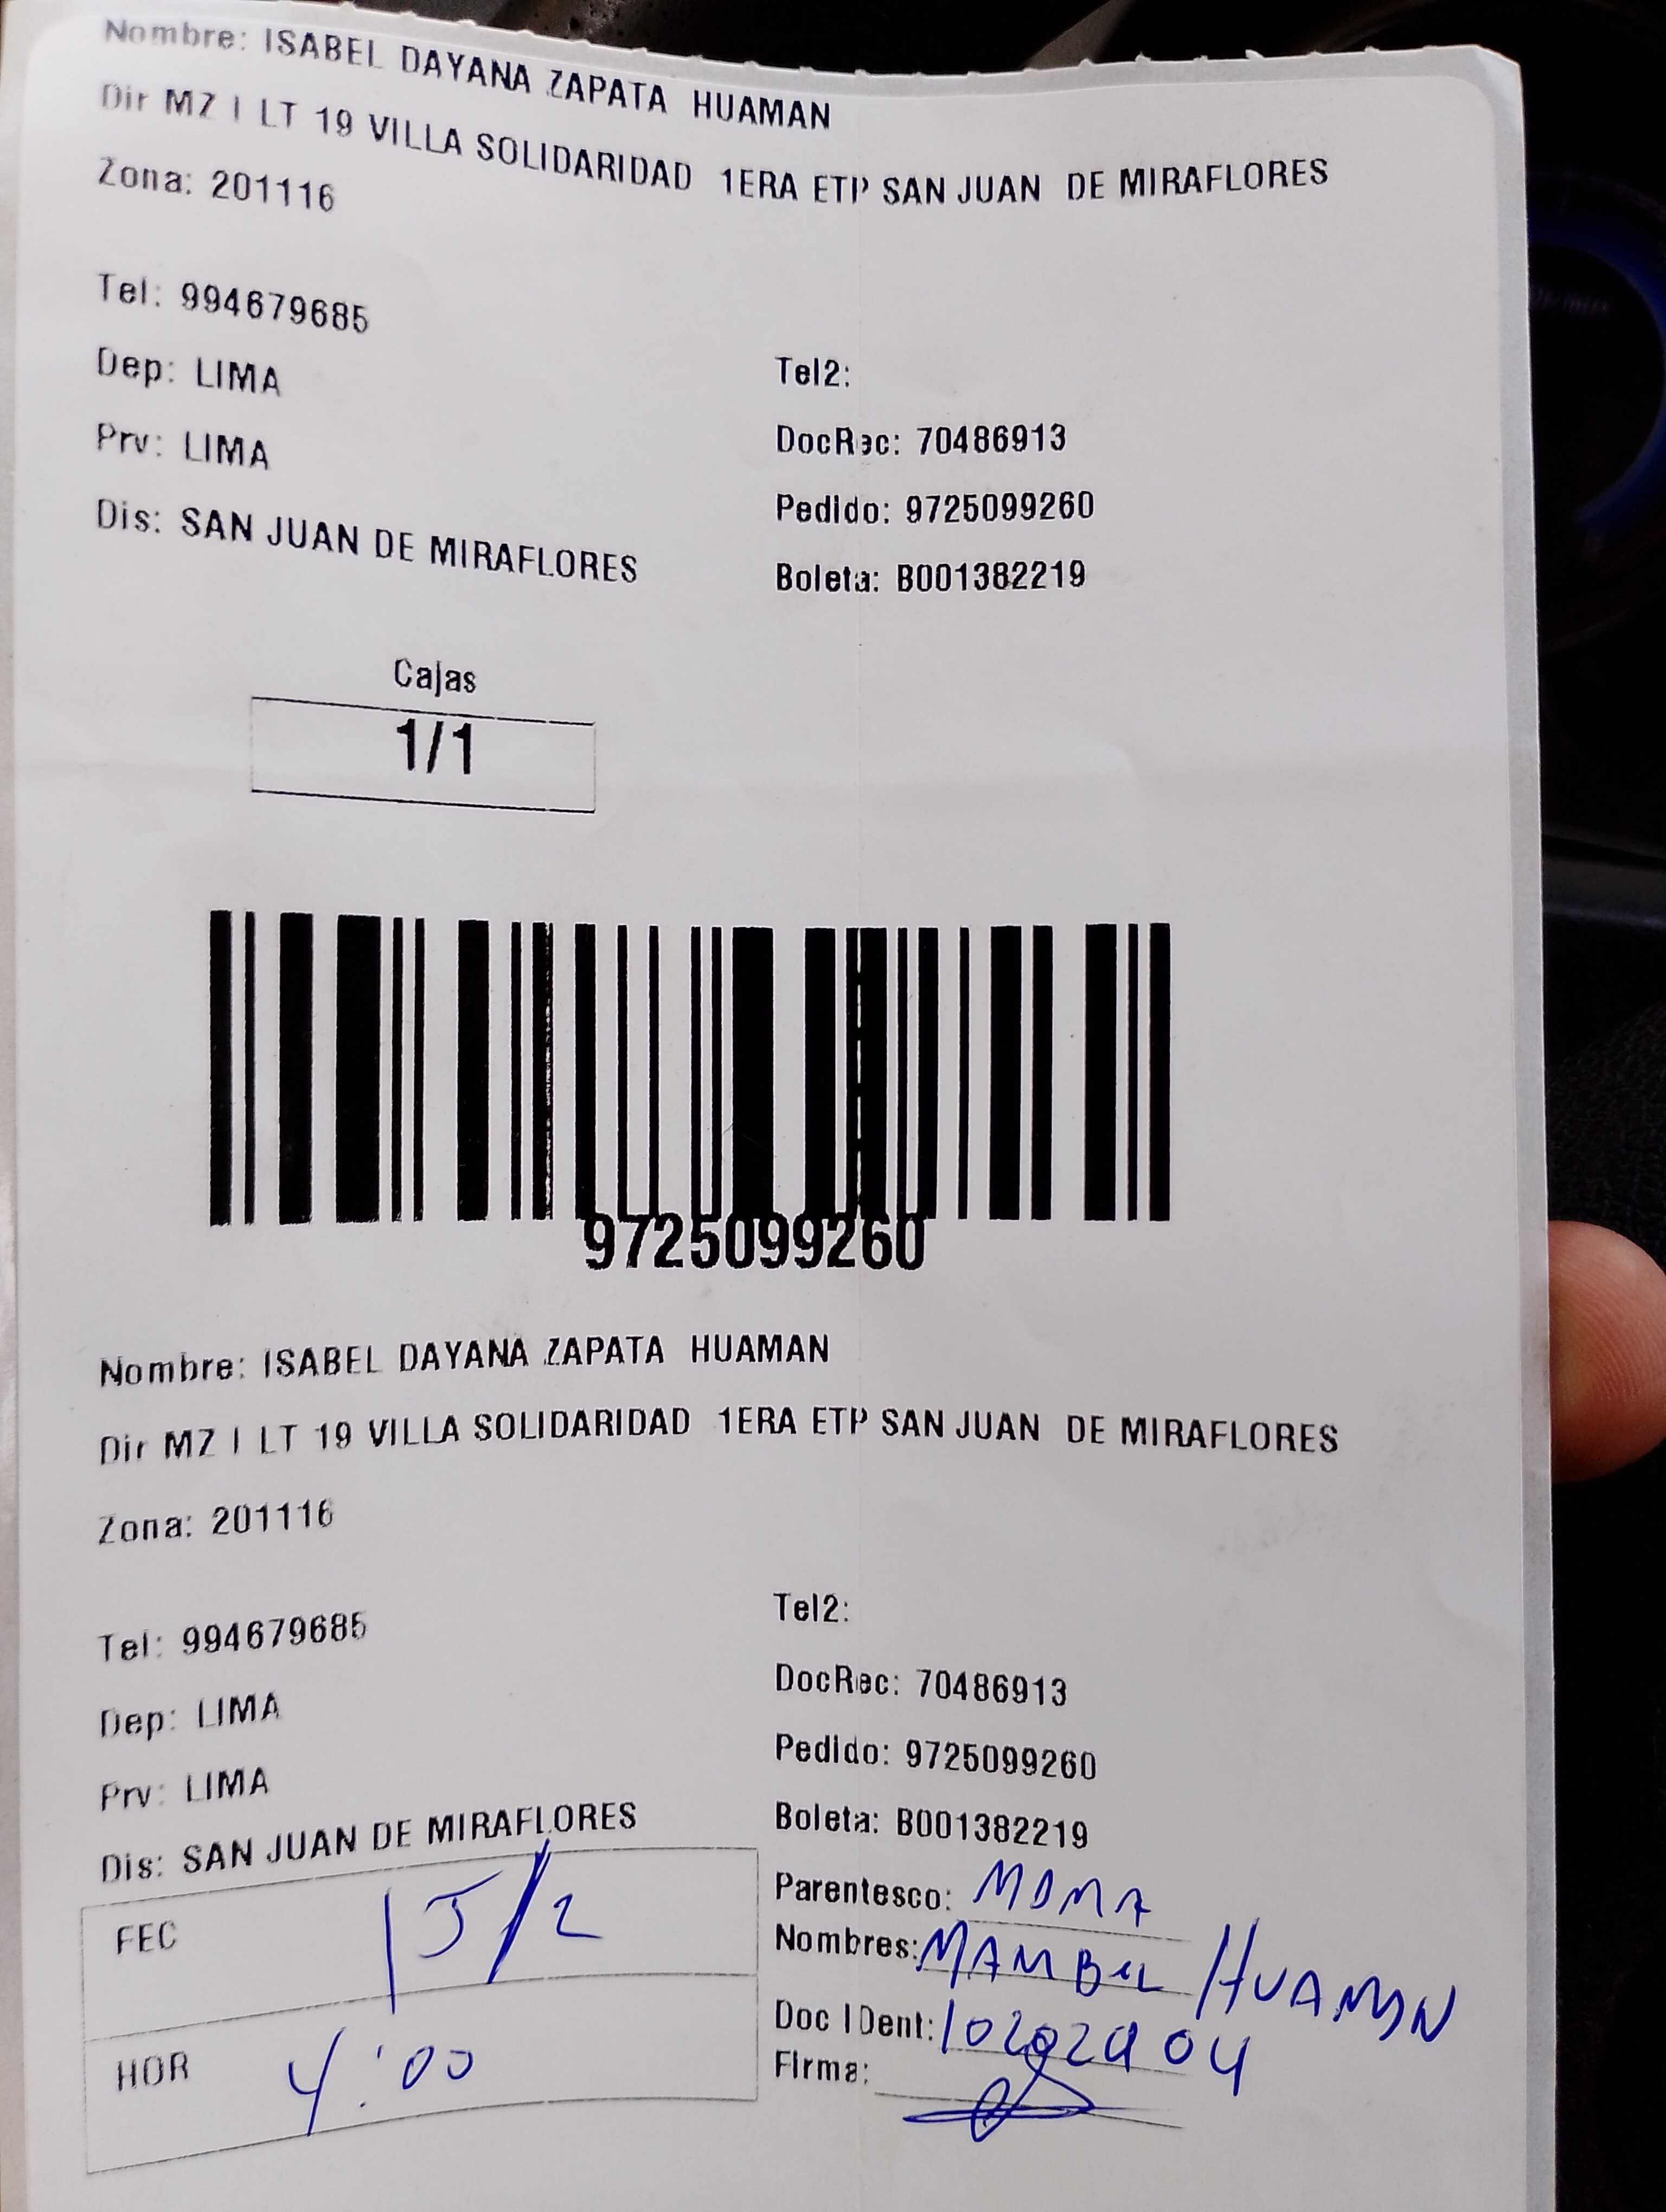 Nombre: ISABEL DAYANA ZAPATA HUAMAN
Dir MZ I LT 19 VILLA SOLIDARIDAD 1ERA ETP SAN JUAN DE MIRAFLORES
Zona: 201116
Tel: 994679685
Dep: LIMA
Tel2:
Prv: LIMA
DocRec: 70486913
Dis: SAN JUAN DE MIRAFLORES
Pedido: 9725099260
Boleta: B001382219
Cajas
1/1
9725099260
Nombre: ISABEL DAYANA ZAPATA HUAMAN
Dir MZ I LT 19 VILLA SOLIDARIDAD 1ERA ETP SAN JUAN DE MIRAFLORES
Zona: 201116
Tel: 994679685
Tel2:
Dep: LIMA
DocRec: 70486913
Prv: LIMA
Pedido: 9725099260
Dis: SAN JUAN DE MIRAFLORES
Boleta: B001382219
FEC 15/2
Parentesco: MDMA
Nombres: HUAMAN
HOR 4:00
Doc IDent:
Firma: